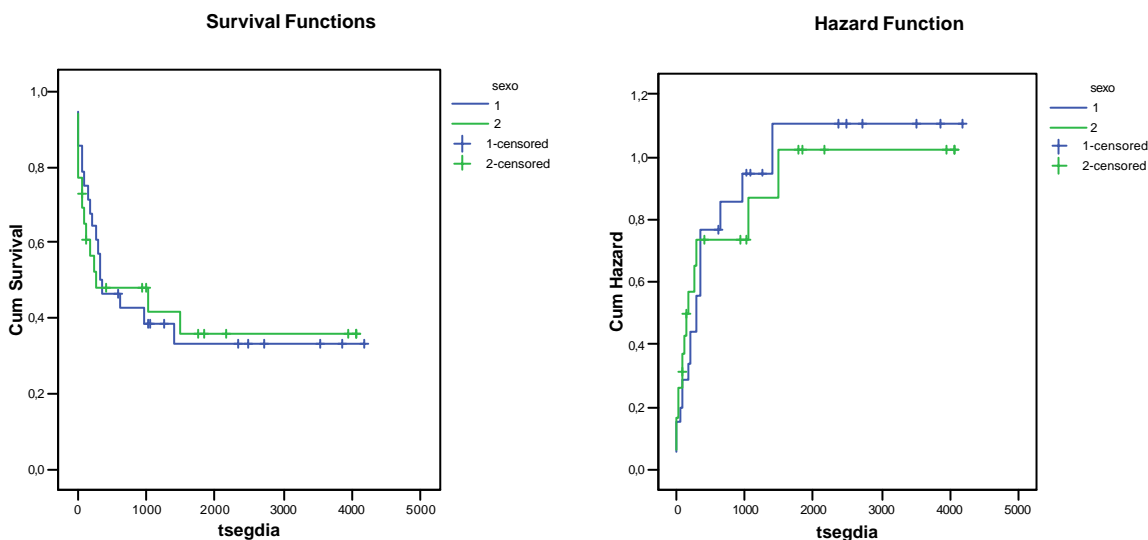 Survival Functions
Cum Survival
1,0
0,8
0,6
0,4
0,2
0,0
0
1000
2000
3000
4000
5000
tsegdia
sexo
1
2
1-censored
2-censored
Hazard Function
Cum Hazard
1,2
1,0
0,8
0,6
0,4
0,2
0,0
0
1000
2000
3000
4000
5000
tsegdia
sexo
1
2
1-censored
2-censored